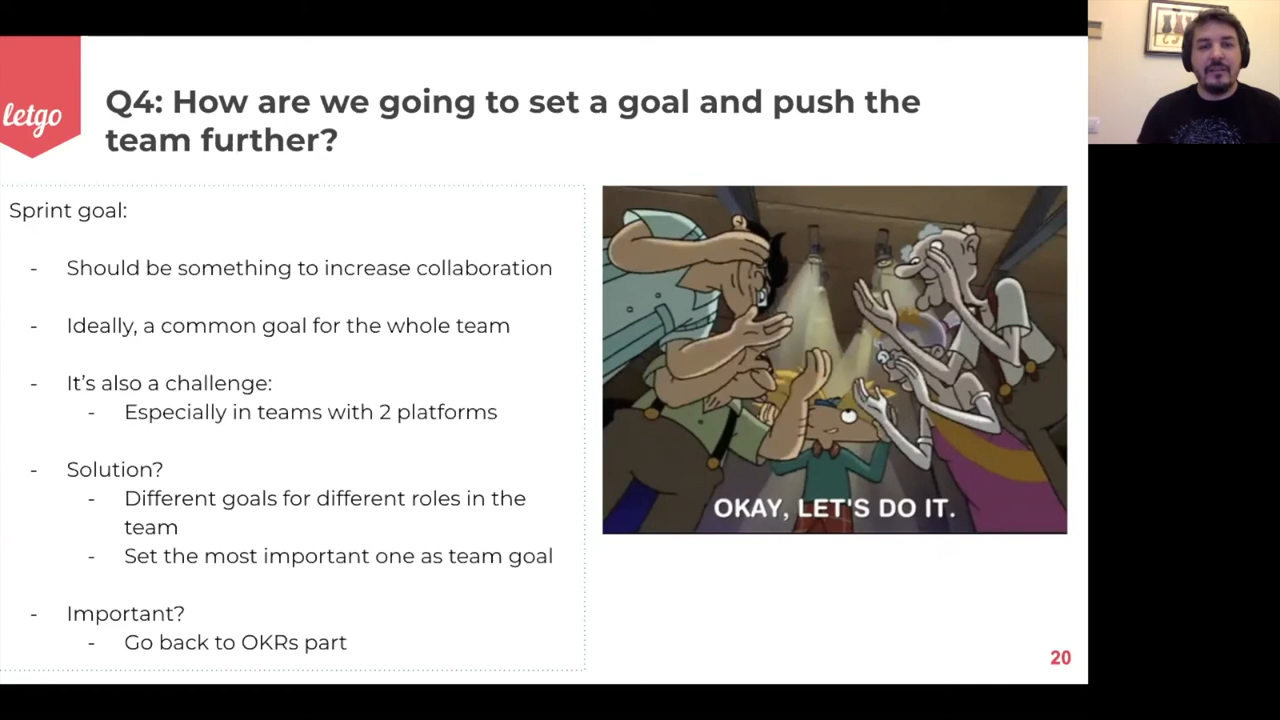 letgo
Q4: How are we going to set a goal and push the
team further?
Sprint goal:
- Should be something to increase collaboration
- Ideally, a common goal for the whole team
- It’s also a challenge:
- Especially in teams with 2 platforms
- Solution?
- Different goals for different roles in the
team
- Set the most important one as team goal
- Important?
- Go back to OKRs part
OKAY, LET'S DO IT.
20